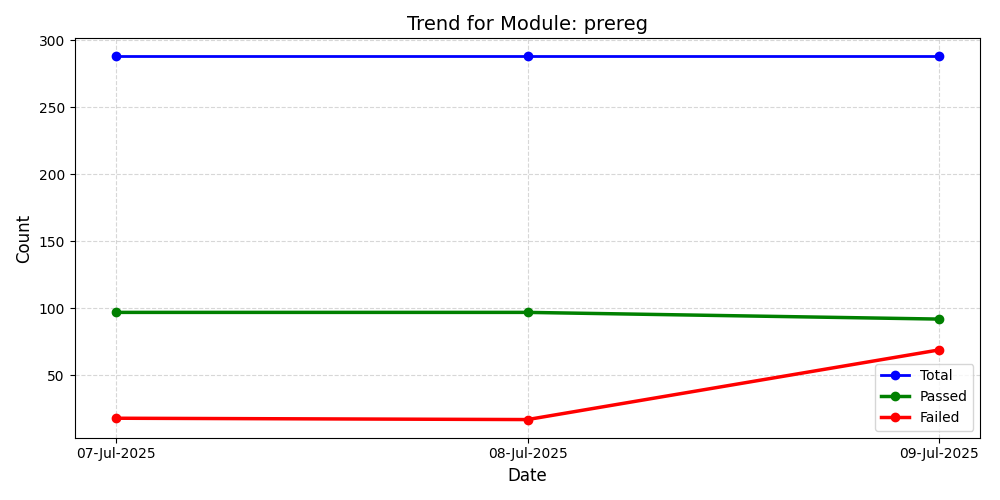 Trend for Module: prereg
Count
300
250
200
150
100
50
Total
Passed
Failed
07-Jul-2025
08-Jul-2025
09-Jul-2025
Date